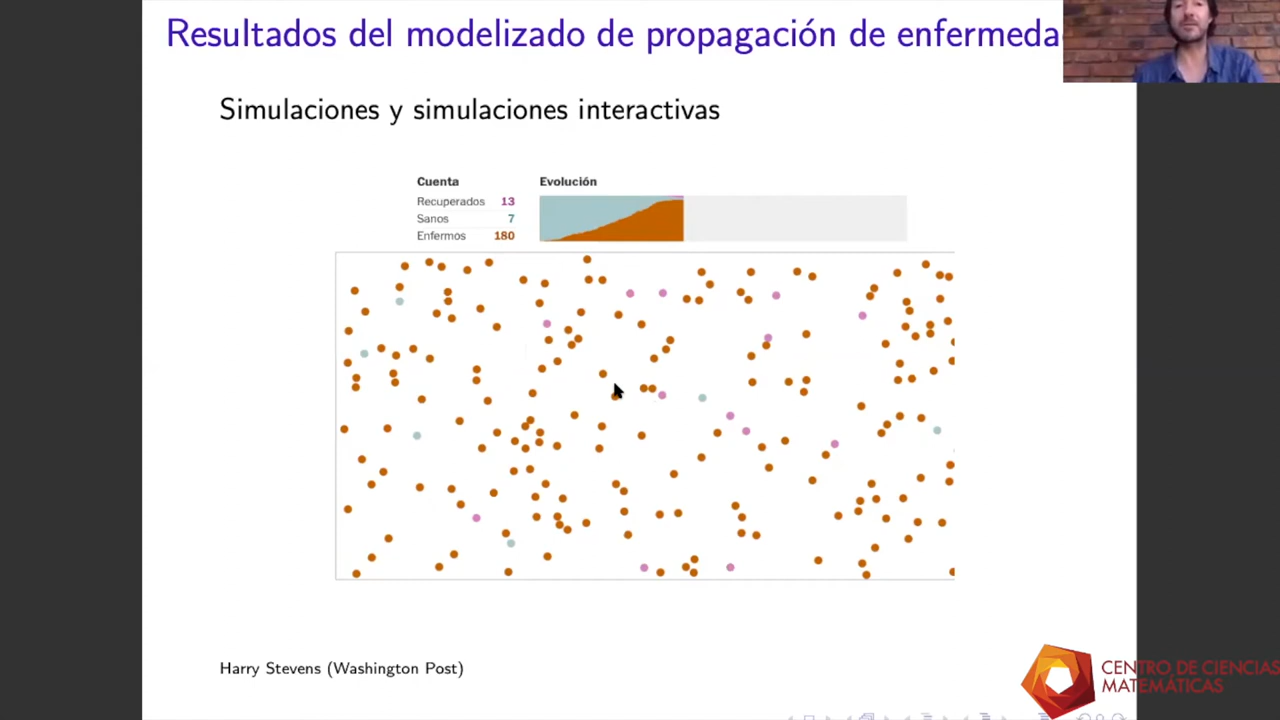 Resultados del modelizado de propagación de enfermeda
Simulaciones y simulaciones interactivas
Cuenta
Recuperados 13
Sanos 7
Enfermos 180
Evolución
Harry Stevens (Washington Post)
CENTRO DE CIENCIAS
MATEMÁTICAS